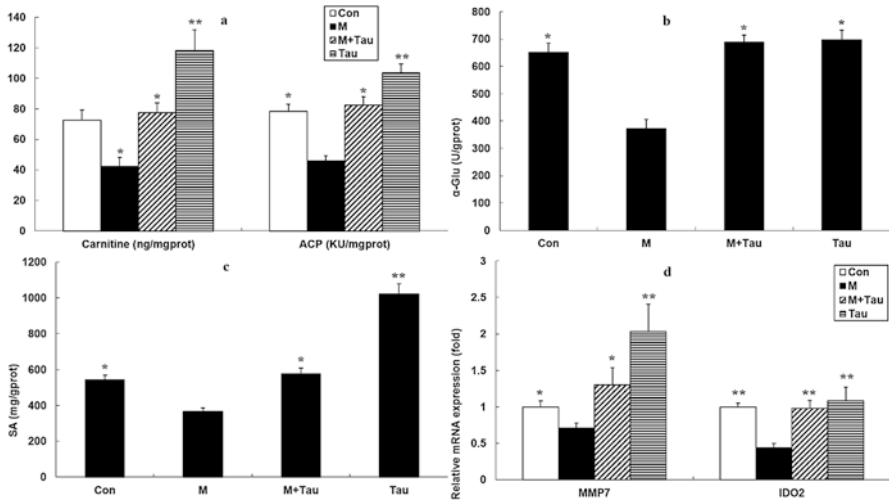 a
Con
M
M+Tau
Tau
140
120
100
80
60
40
20
0
**
*
*
*
*
**
Carnitine (ng/mgprot)
ACP (KU/mgprot)
b
α-Glu (U/gprot)
800
700
600
500
400
300
200
100
0
*
*
*
Con
M
M+Tau
Tau
c
SA (mg/gprot)
1200
1000
800
600
400
200
0
*
*
**
Con
M
M+Tau
Tau
d
Con
M
M+Tau
Tau
Relative mRNA expression (fold)
3
2.5
2
1.5
1
0.5
0
*
*
**
**
**
**
MMP7
IDO2